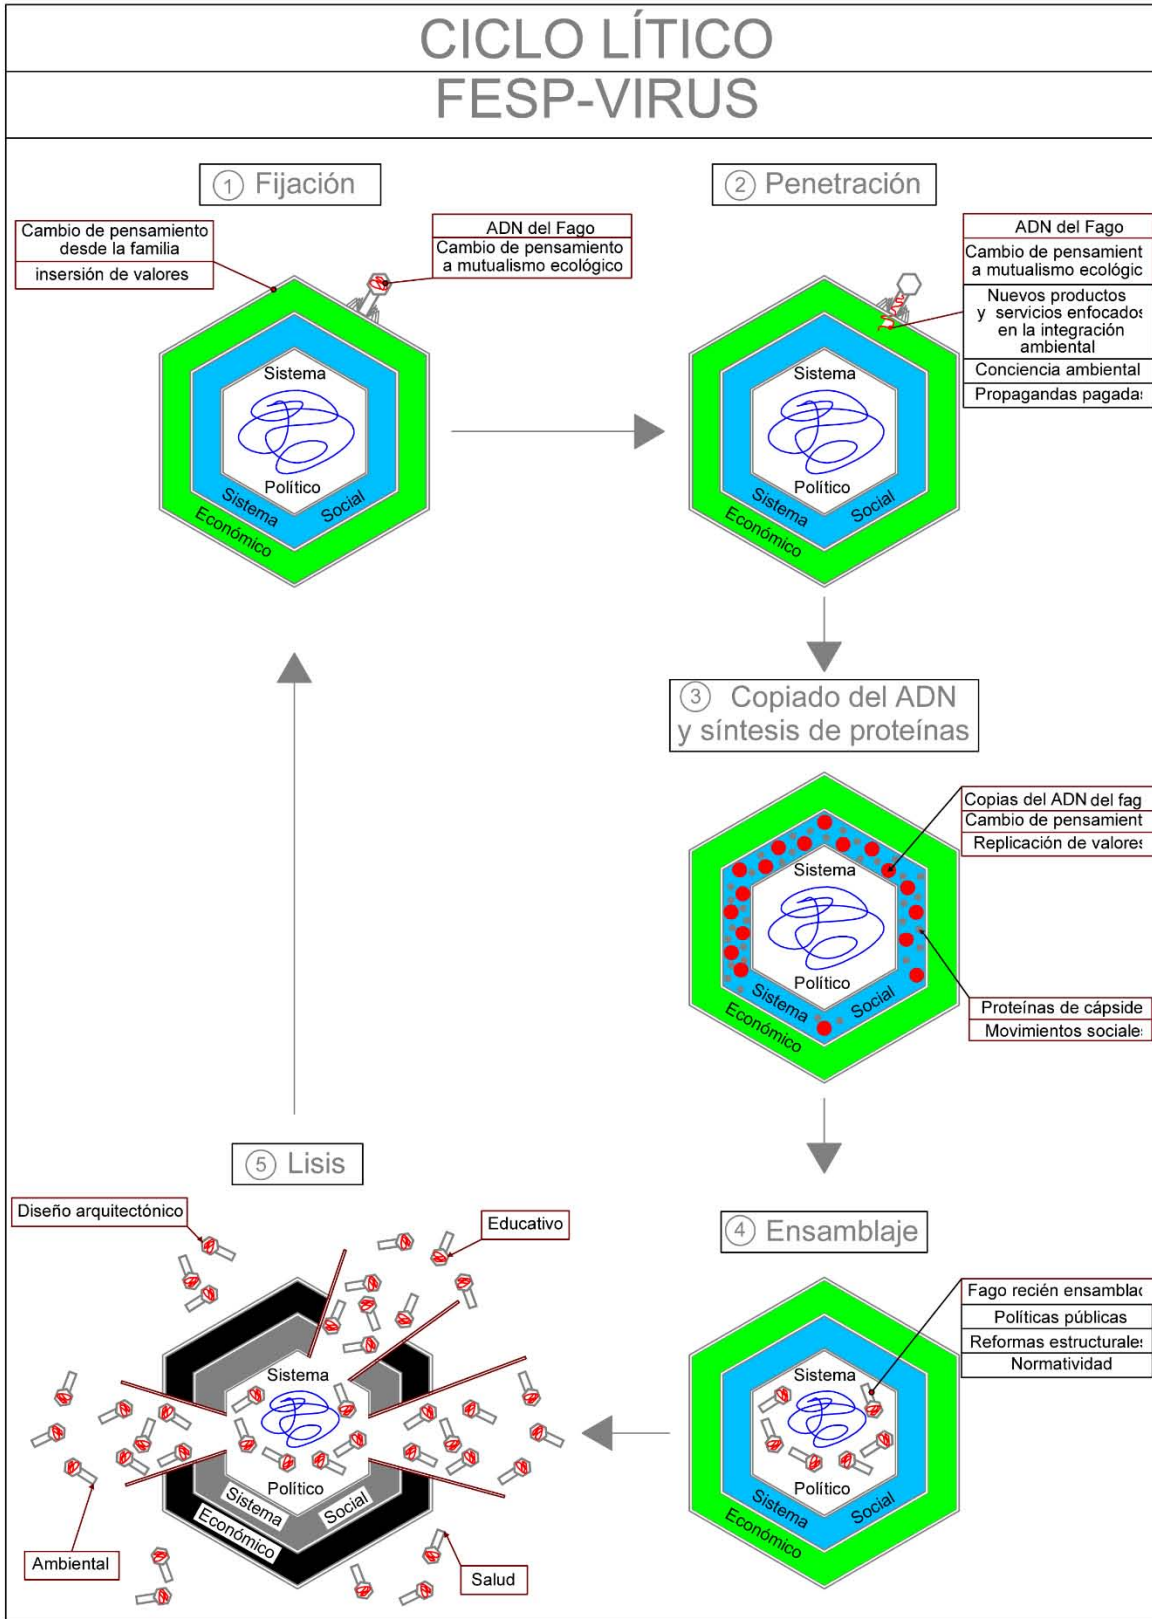 CICLO LÍTICO
FESP-VIRUS
1 Fijación
Cambio de pensamiento
desde la familia
insersión de valores
ADN del Fago
Cambio de pensamiento
a mutualismo ecológico
Sistema
Político
Sistema
Social
Económico
2 Penetración
ADN del Fago
Cambio de pensamient
a mutualismo ecológic
Nuevos productos
y servicios enfocados
en la integración
ambiental
Conciencia ambiental
Propagandas pagadas
Sistema
Político
Sistema
Social
Económico
3 Copiado del ADN
y síntesis de proteínas
Copias del ADN del fag
Cambio de pensamient
Replicación de valores
Sistema
Político
Sistema
Social
Económico
Proteínas de cápside
Movimientos sociales
4 Ensamblaje
Fago recién ensamblad
Políticas públicas
Reformas estructurales
Normatividad
Sistema
Político
Sistema
Social
Económico
5 Lisis
Diseño arquitectónico
Educativo
Sistema
Político
Sistema
Social
Económico
Ambiental
Salud